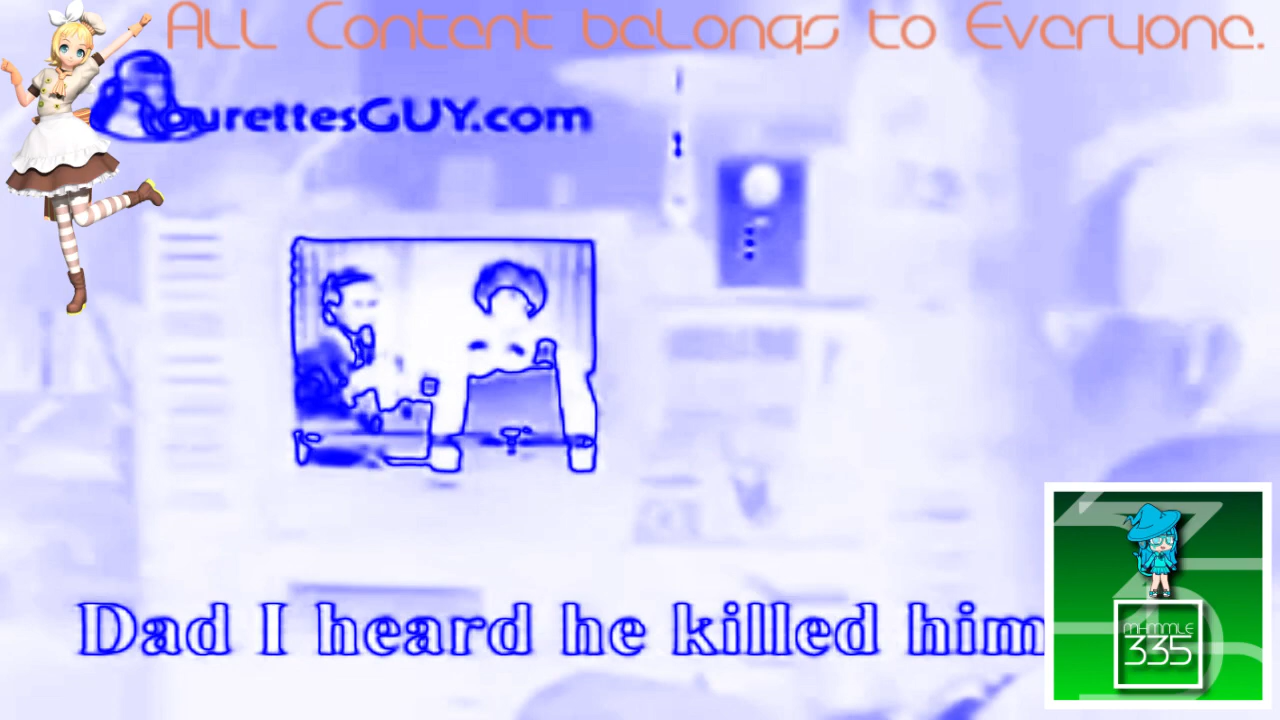 All Content belongs to Everyone.
TourettesGUY.com
Dad I heard he killed him
MHMMLE
335